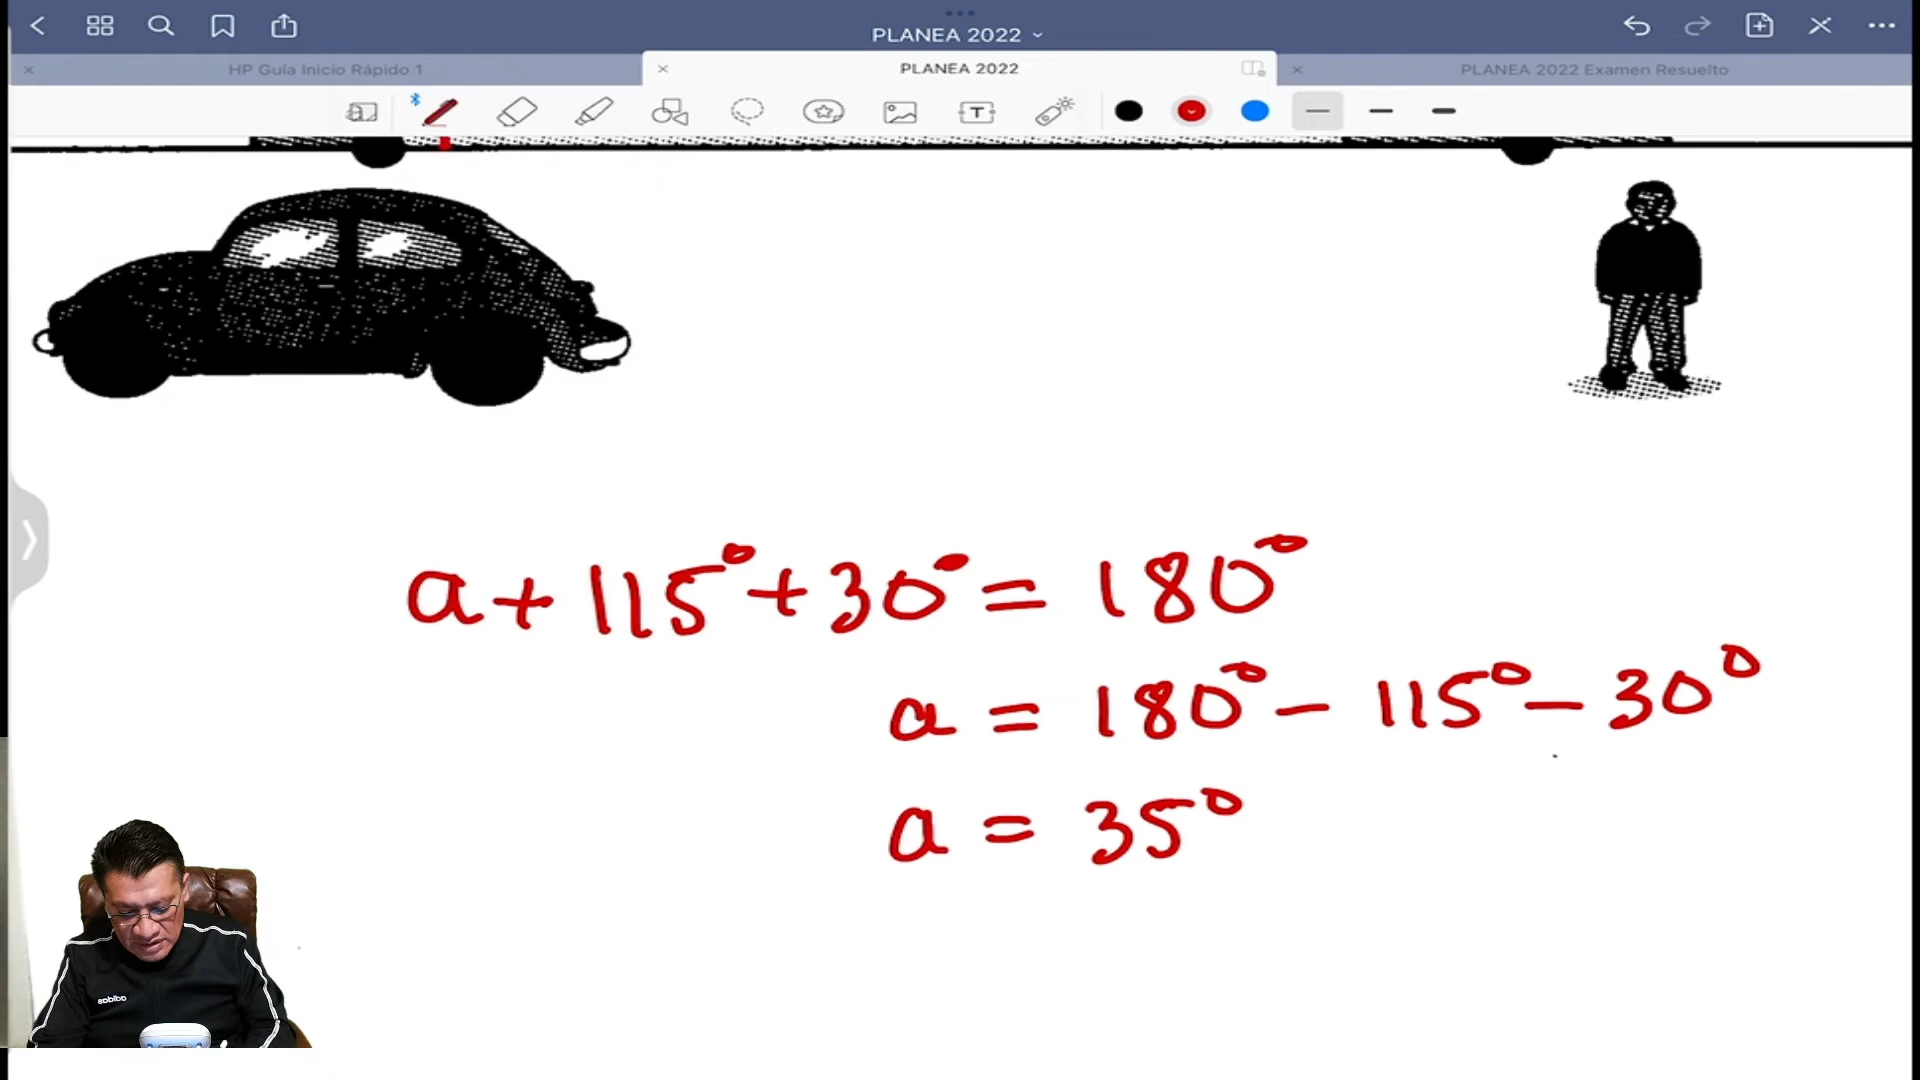 PLANEA 2022
HP Guía Inicio Rápido 1
PLANEA 2022
PLANEA 2022 Examen Resuelto
T
a + 115° + 30° = 180°
a = 180° - 115° - 30°
a = 35°
adidas